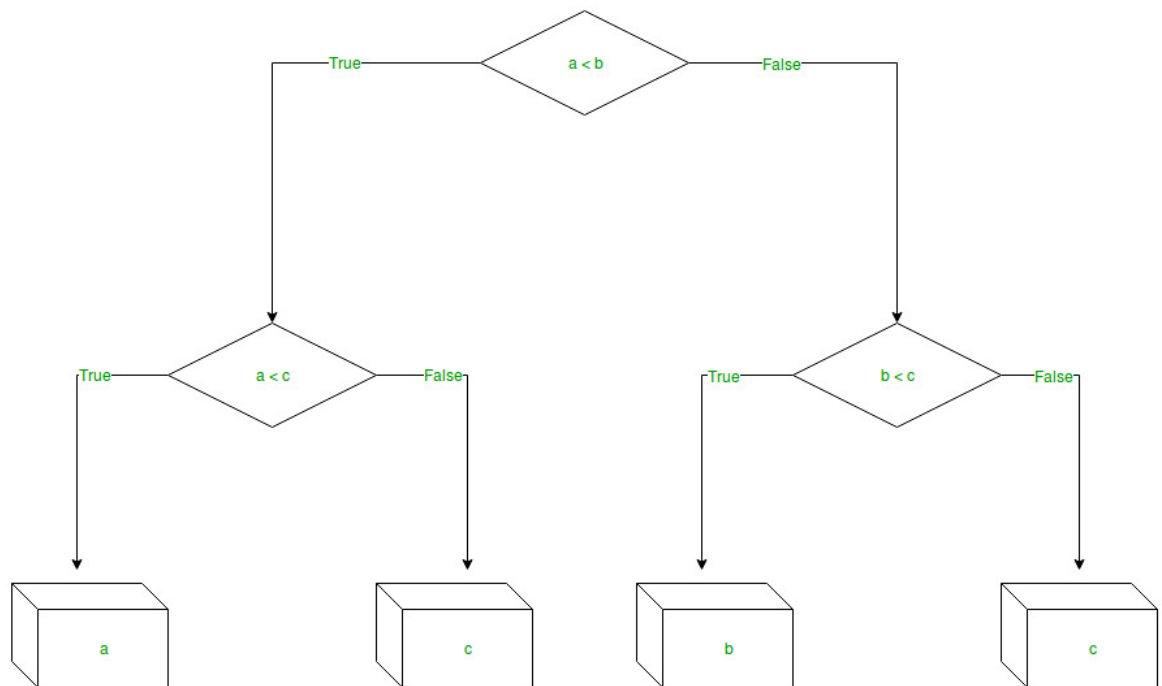 a < b
True
False
a < c
b < c
True
False
True
False
a
c
b
c